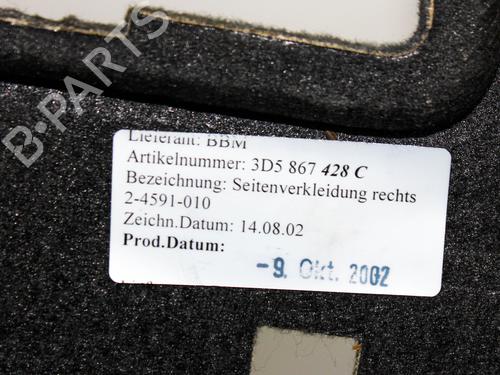 B-PARTS
Lieferant: BBM
Artikelnummer: 3D5 867 428 C
Bezeichnung: Seitenverkleidung rechts
2-4591-010
Zeichn.Datum: 14.08.02
Prod.Datum:
-9. Okt. 2002